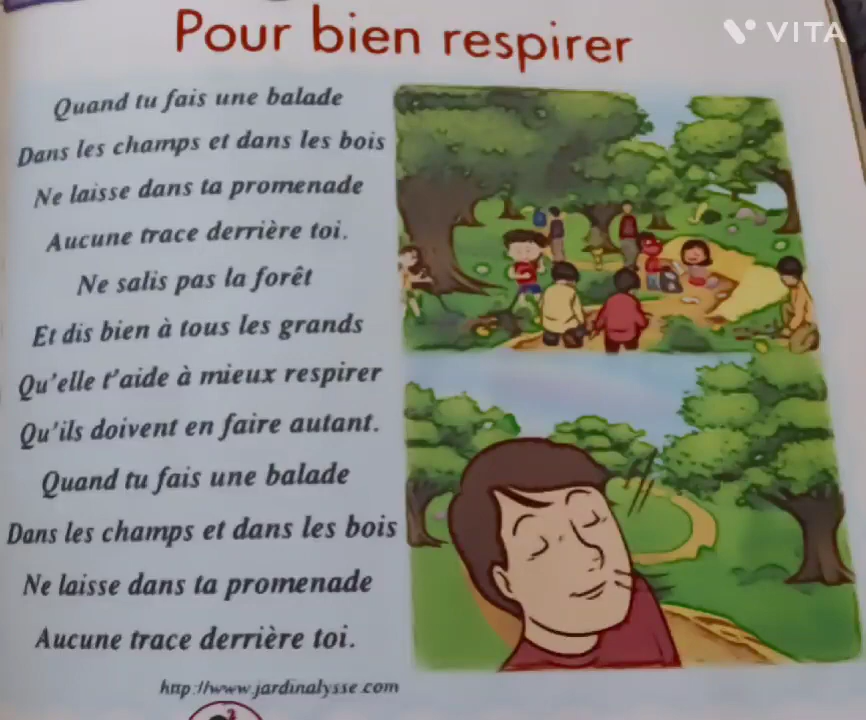 Pour bien respirer
VITA
Quand tu fais une balade
Dans les champs et dans les bois
Ne laisse dans ta promenade
Aucune trace derrière toi.
Ne salis pas la forêt
Et dis bien à tous les grands
Qu'elle t'aide à mieux respirer
Qu'ils doivent en faire autant.
Quand tu fais une balade
Dans les champs et dans les bois
Ne laisse dans ta promenade
Aucune trace derrière toi.
http://www.jardinalysse.com